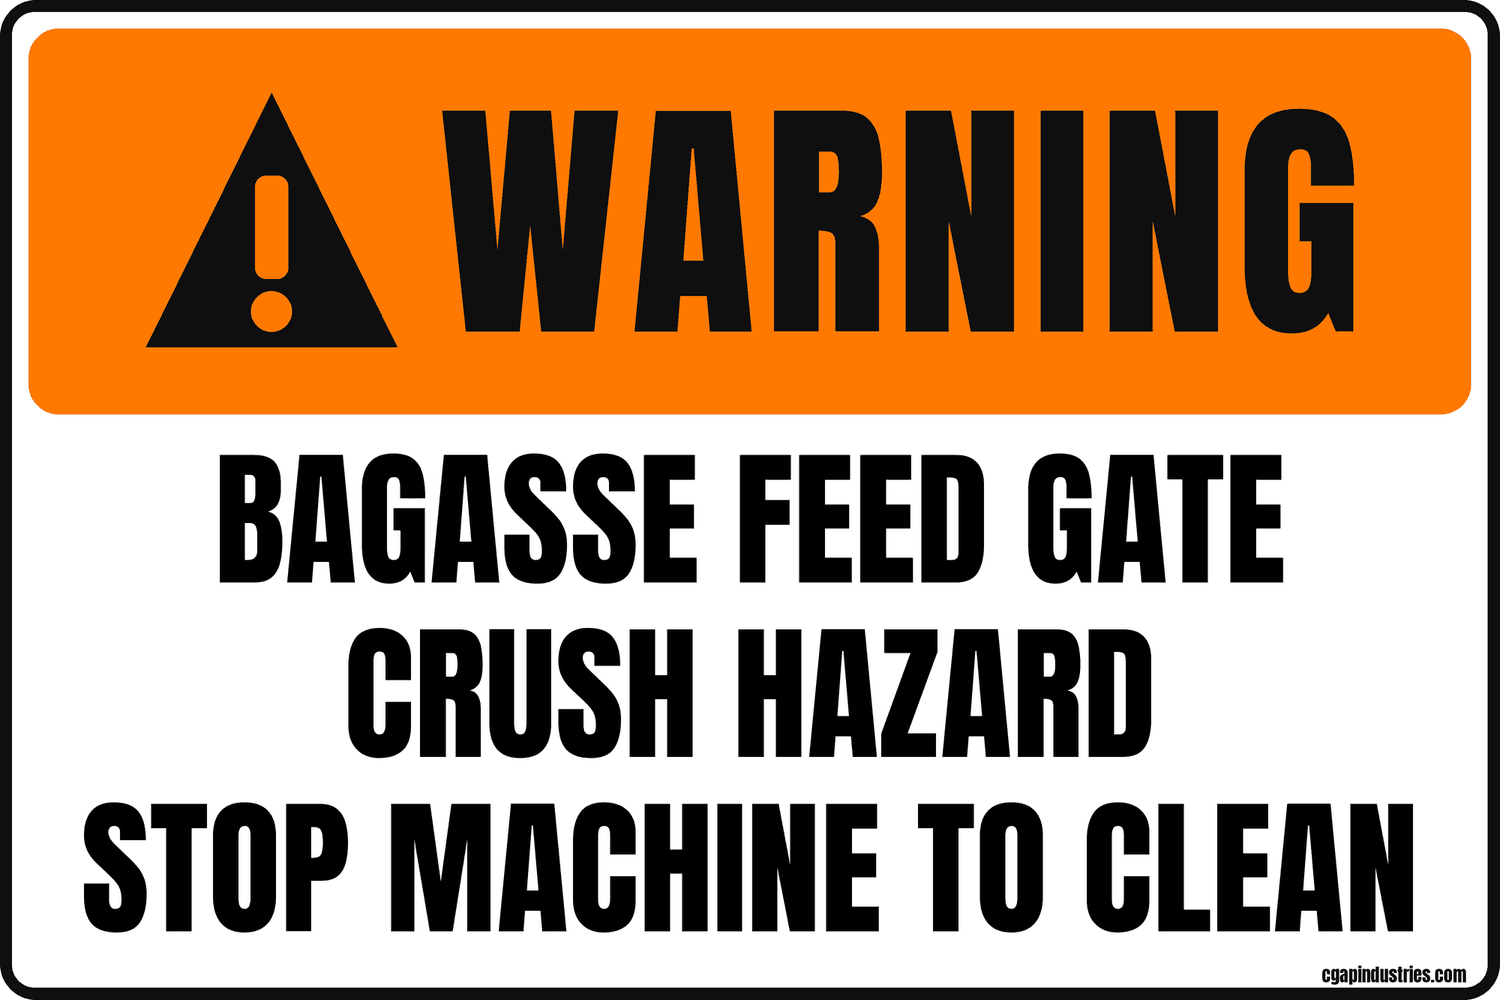 WARNING
BAGASSE FEED GATE
CRUSH HAZARD
STOP MACHINE TO CLEAN
cgapindustries.com